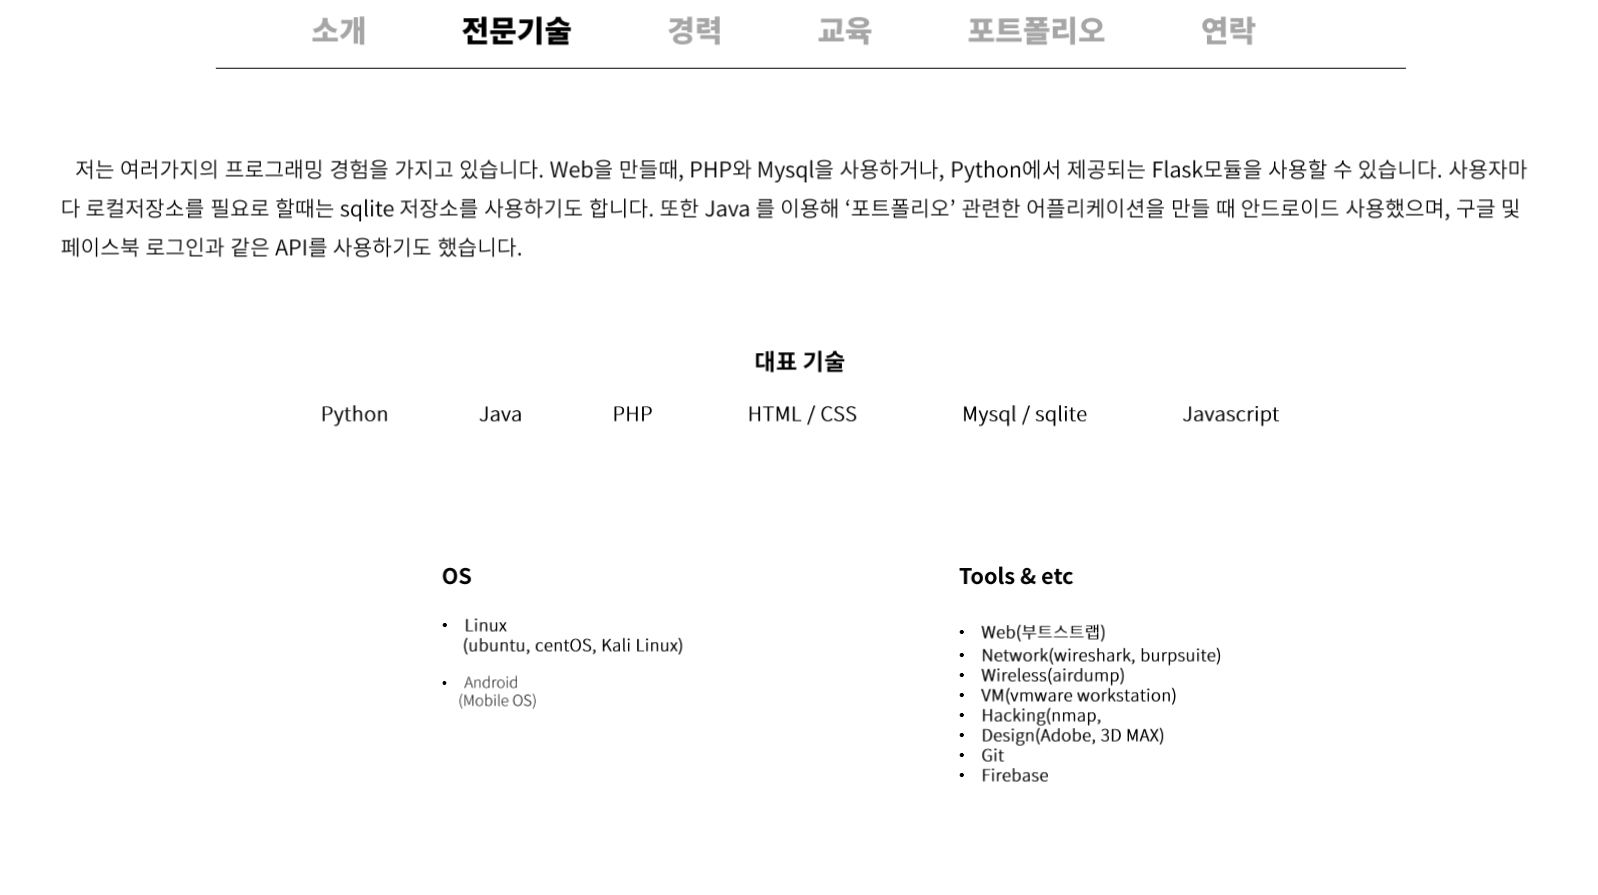 소개 전문기술 경력 교육 포트폴리오 연락
저는 여러가지의 프로그래밍 경험을 가지고 있습니다. Web을 만들때, PHP와 Mysql을 사용하거나, Python에서 제공되는 Flask모듈을 사용할 수 있습니다. 사용자마
다 로컬저장소를 필요로 할때는 sqlite 저장소를 사용하기도 합니다. 또한 Java 를 이용해 ‘포트폴리오’ 관련한 어플리케이션을 만들 때 안드로이드 사용했으며, 구글 및
페이스북 로그인과 같은 API를 사용하기도 했습니다.
대표 기술
Python Java PHP HTML / CSS Mysql / sqlite Javascript
OS
• Linux
(ubuntu, centOS, Kali Linux)
• Android
(Mobile OS)
Tools & etc
• Web(부트스트랩)
• Network(wireshark, burpsuite)
• Wireless(airdump)
• VM(vmware workstation)
• Hacking(nmap,
• Design(Adobe, 3D MAX)
• Git
• Firebase